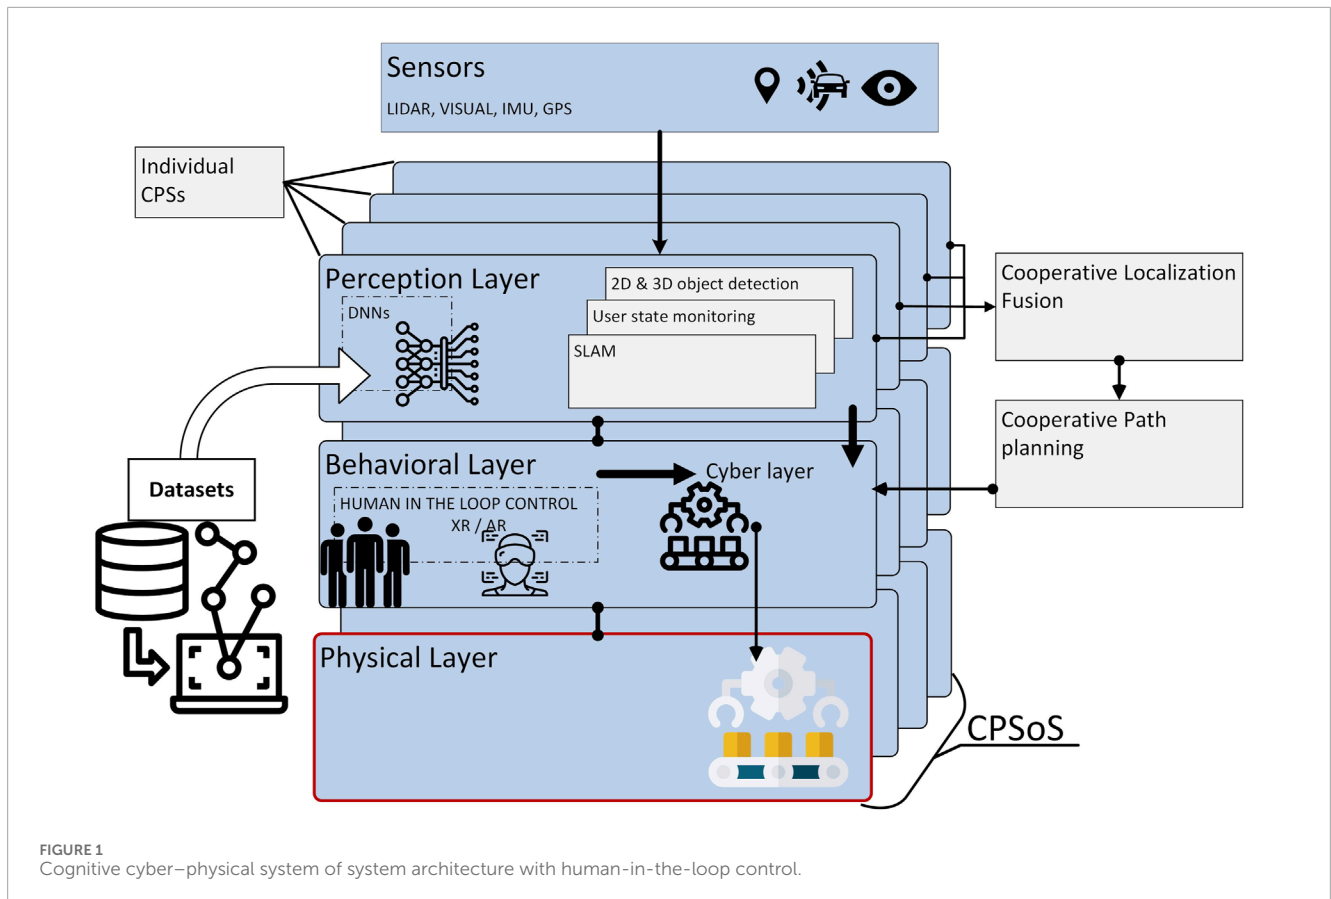 Sensors
LIDAR, VISUAL, IMU, GPS
Individual
CPSs
Perception Layer
DNNs
2D & 3D object detection
User state monitoring
SLAM
Cooperative Localization
Fusion
Cooperative Path
planning
Behavioral Layer
Cyber layer
HUMAN IN THE LOOP CONTROL
XR / AR
Datasets
Physical Layer
CPSoS
FIGURE 1
Cognitive cyber–physical system of system architecture with human-in-the-loop control.